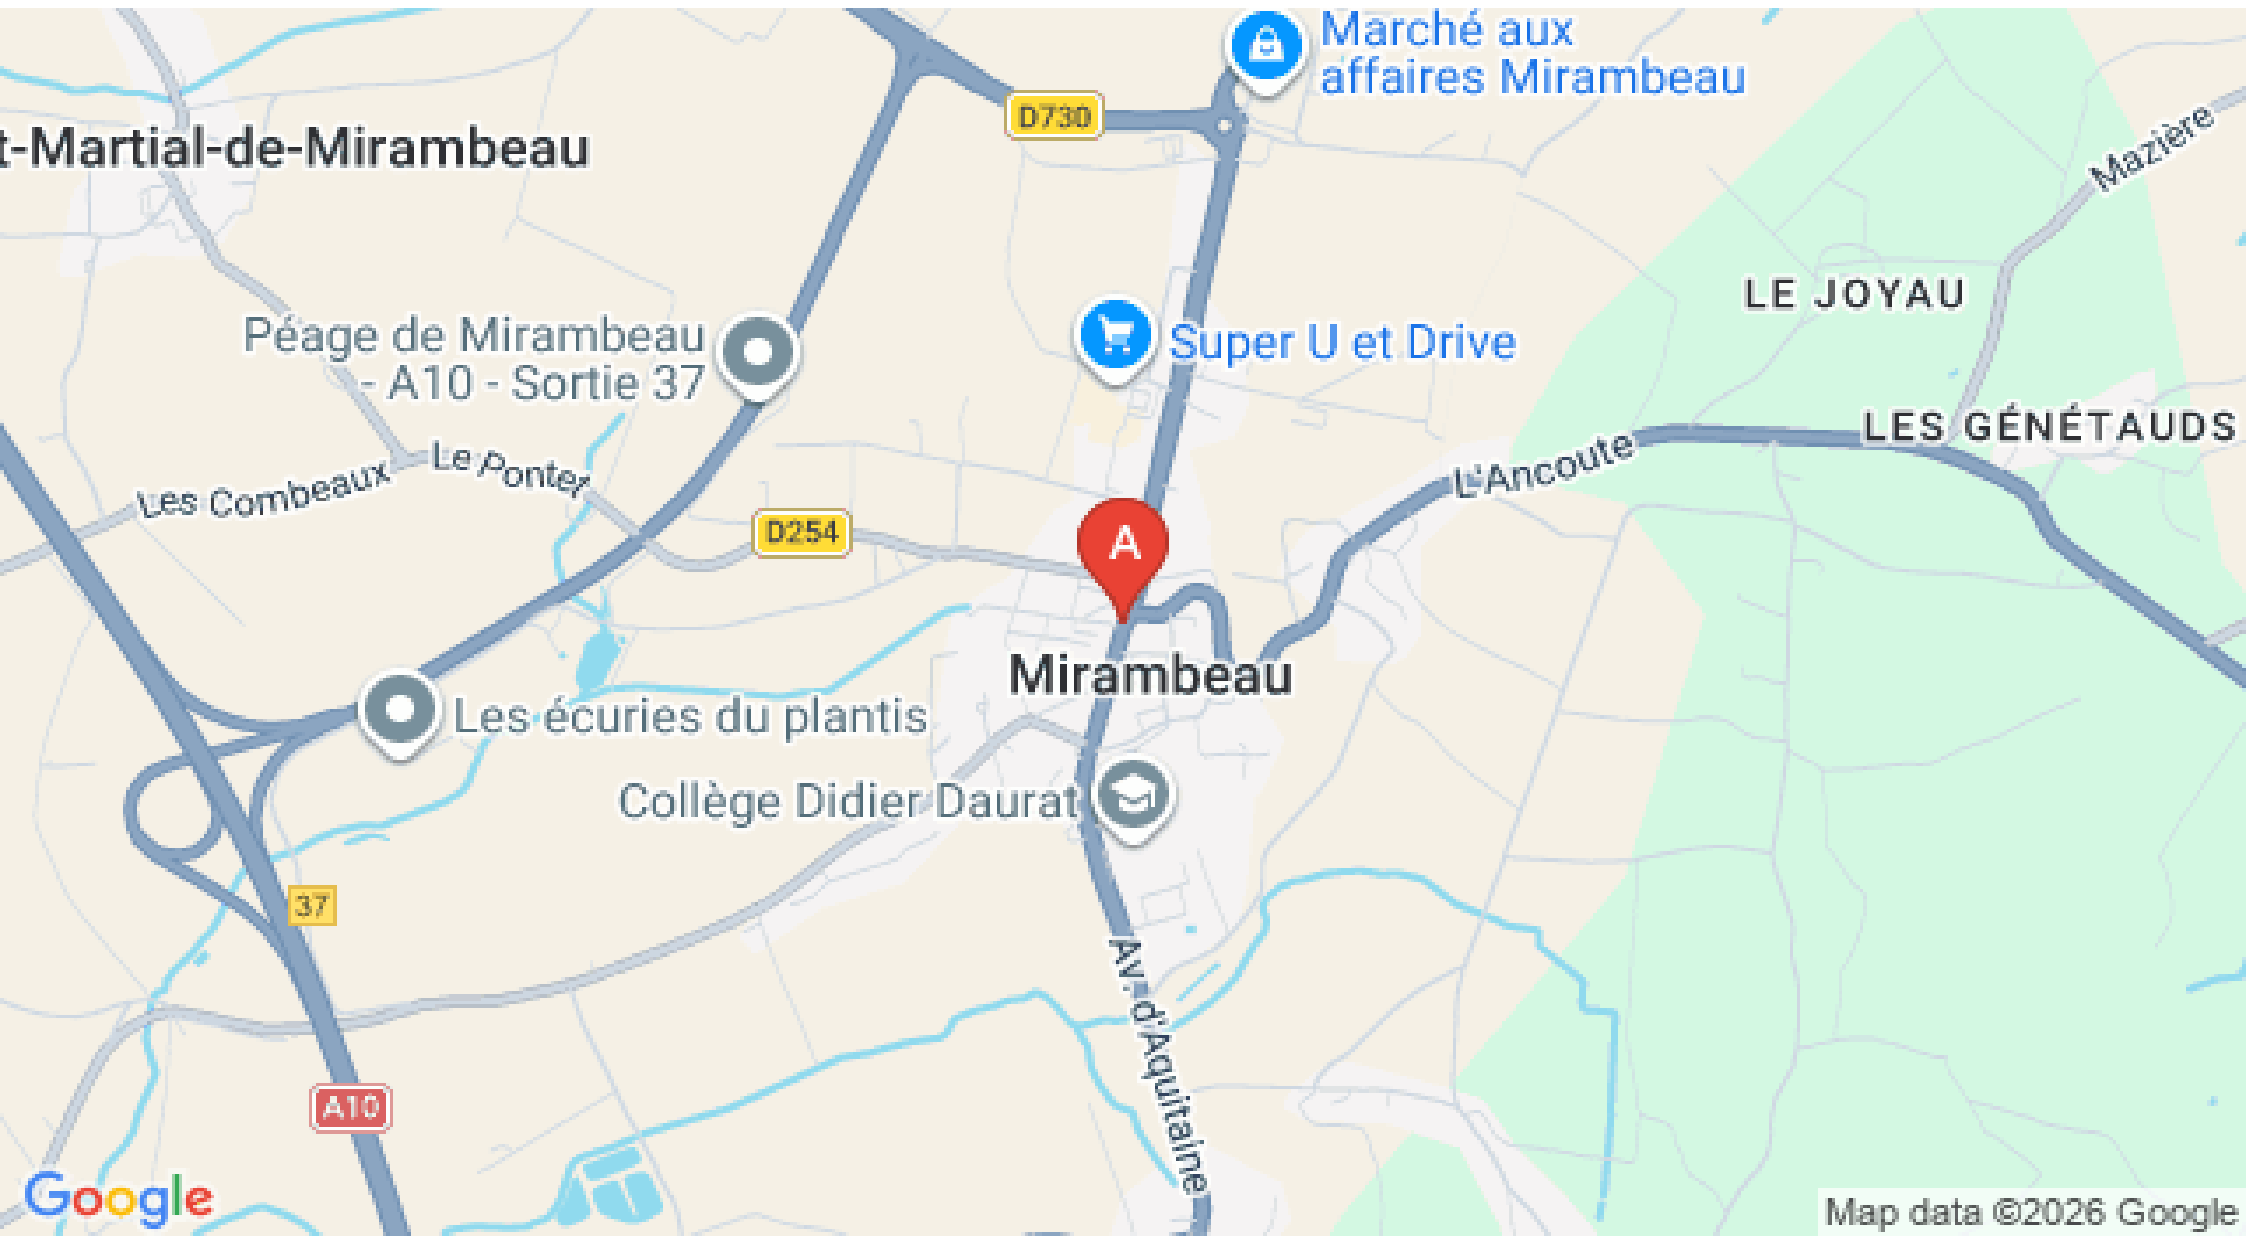 Marché aux
affaires Mirambeau
D730
t-Martial-de-Mirambeau
Mazière
LE JOYAU
Péage de Mirambeau
- A10 - Sortie 37
Super U et Drive
LES GÉNÉTAUDS
L'Ancoute
Le Ponter
Les Combeaux
D254
A
Mirambeau
Les écuries du plantis
Collège Didier Daurat
37
Av. d'Aquitaine
A10
Google
Map data ©2026 Google